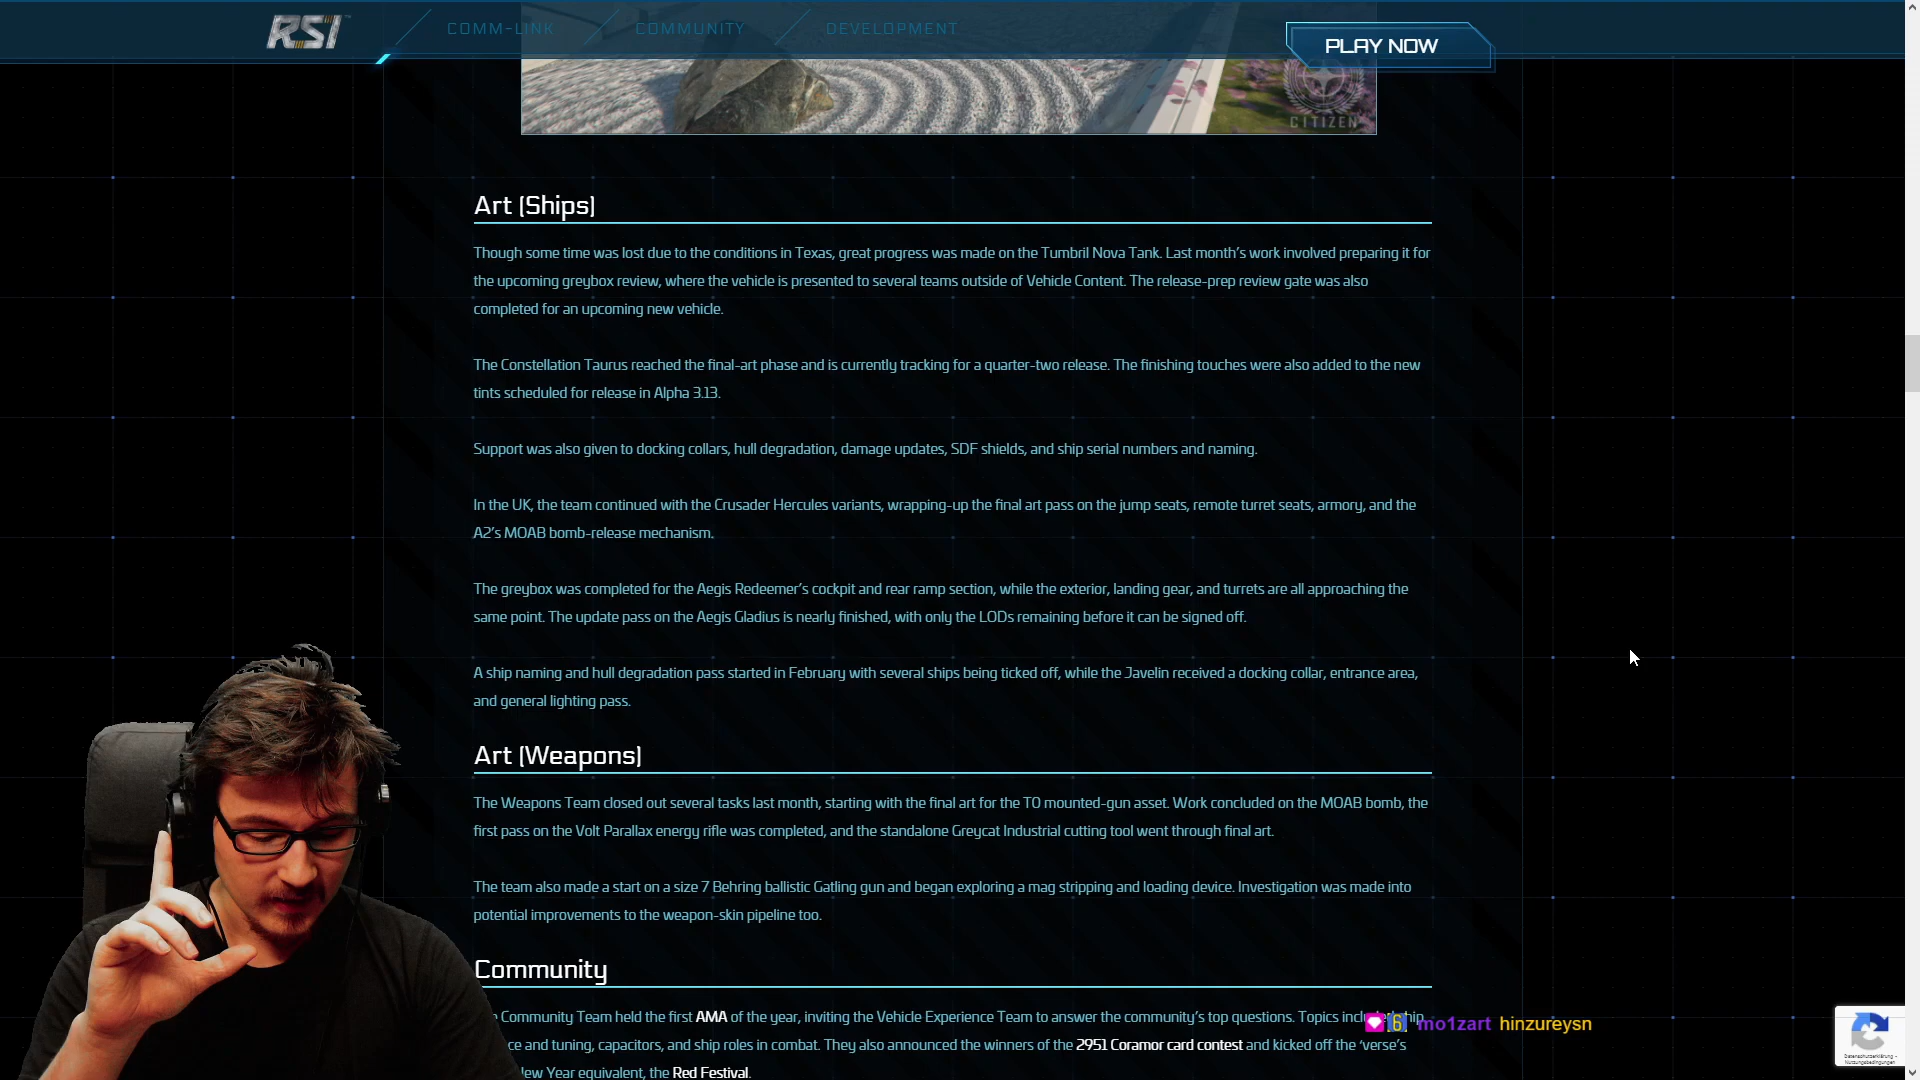 RSI
COMM-LINK
COMMUNITY
DEVELOPMENT
PLAY NOW
CITIZEN
Art (Ships)
Though some time was lost due to the conditions in Texas, great progress was made on the Tumbril Nova Tank. Last month's work involved preparing it for
the upcoming greybox review, where the vehicle is presented to several teams outside of Vehicle Content. The release-prep review gate was also
completed for an upcoming new vehicle.
The Constellation Taurus reached the final-art phase and is currently tracking for a quarter-two release. The finishing touches were also added to the new
tints scheduled for release in Alpha 3.13.
Support was also given to docking collars, hull degradation, damage updates, SDF shields, and ship serial numbers and naming.
In the UK, the team continued with the Crusader Hercules variants, wrapping-up the final art pass on the jump seats, remote turret seats, armory, and the
A2's MOAB bomb-release mechanism.
The greybox was completed for the Aegis Redeemer's cockpit and rear ramp section, while the exterior, landing gear, and turrets are all approaching the
same point. The update pass on the Aegis Gladius is nearly finished, with only the LODs remaining before it can be signed off.
A ship naming and hull degradation pass started in February with several ships being ticked off, while the Javelin received a docking collar, entrance area,
and general lighting pass.
Art (Weapons)
The Weapons Team closed out several tasks last month, starting with the final art for the T0 mounted-gun asset. Work concluded on the MOAB bomb, the
first pass on the Volt Parallax energy rifle was completed, and the standalone Greycat Industrial cutting tool went through final art.
The team also made a start on a size 7 Behring ballistic Gatling gun and began exploring a mag stripping and loading device. Investigation was made into
potential improvements to the weapon-skin pipeline too.
Community
Community Team held the first AMA of the year, inviting the Vehicle Experience Team to answer the community's top questions. Topics
6 mo1zart hinzureysn
and tuning, capacitors, and ship roles in combat. They also announced the winners of the 2951 Coramor card contest and kicked off the 'verse's
Year equivalent, the Red Festival.
Datenschutzerklärung -
Nutzungsbedingungen